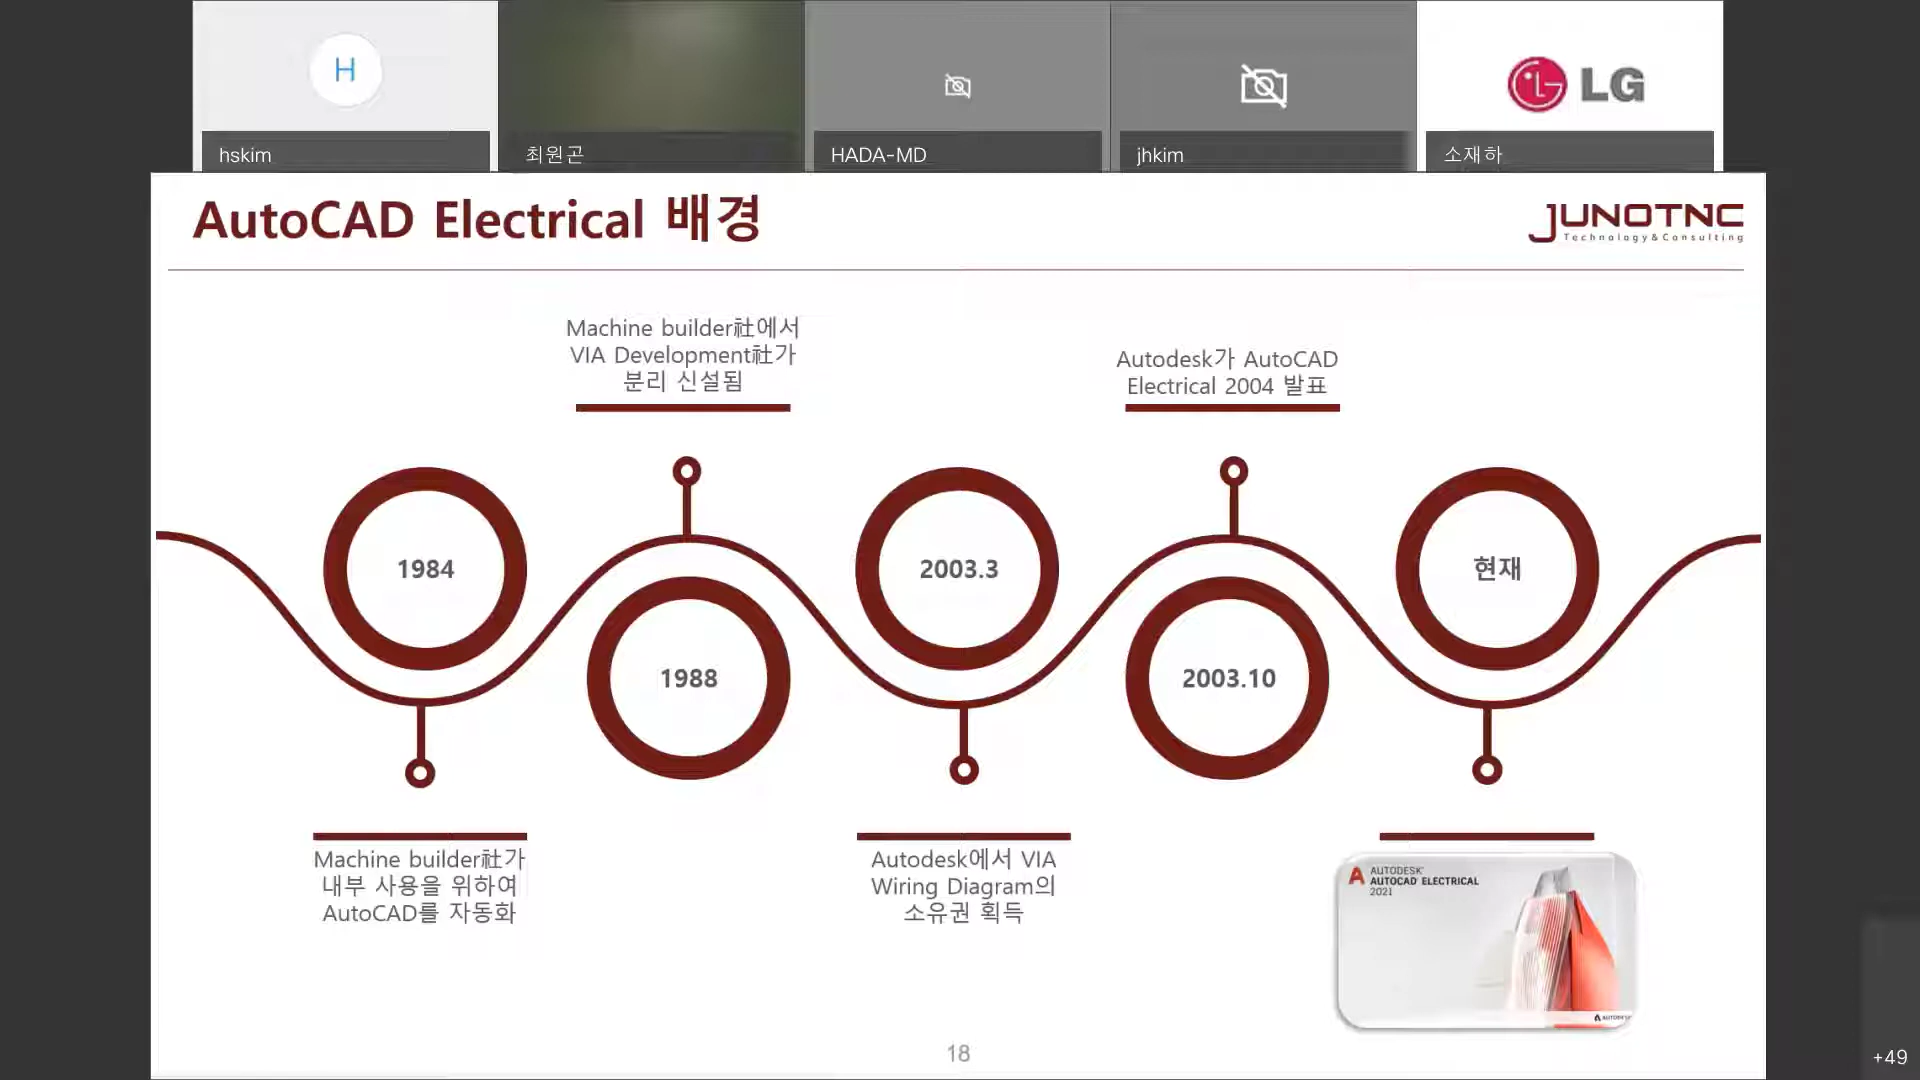 H
hskim
최원곤
HADA-MD
jhkim
LG
소재하
AutoCAD Electrical 배경
JUNOTNC
Technology&Consulting
Machine builder社에서
VIA Development社가
분리 신설됨
Autodesk가 AutoCAD
Electrical 2004 발표
1984
1988
2003.3
2003.10
현재
Machine builder社가
내부 사용을 위하여
AutoCAD를 자동화
Autodesk에서 VIA
Wiring Diagram의
소유권 획득
A AUTODESK®
AUTOCAD® ELECTRICAL
2021
AUTODESK
18
+49